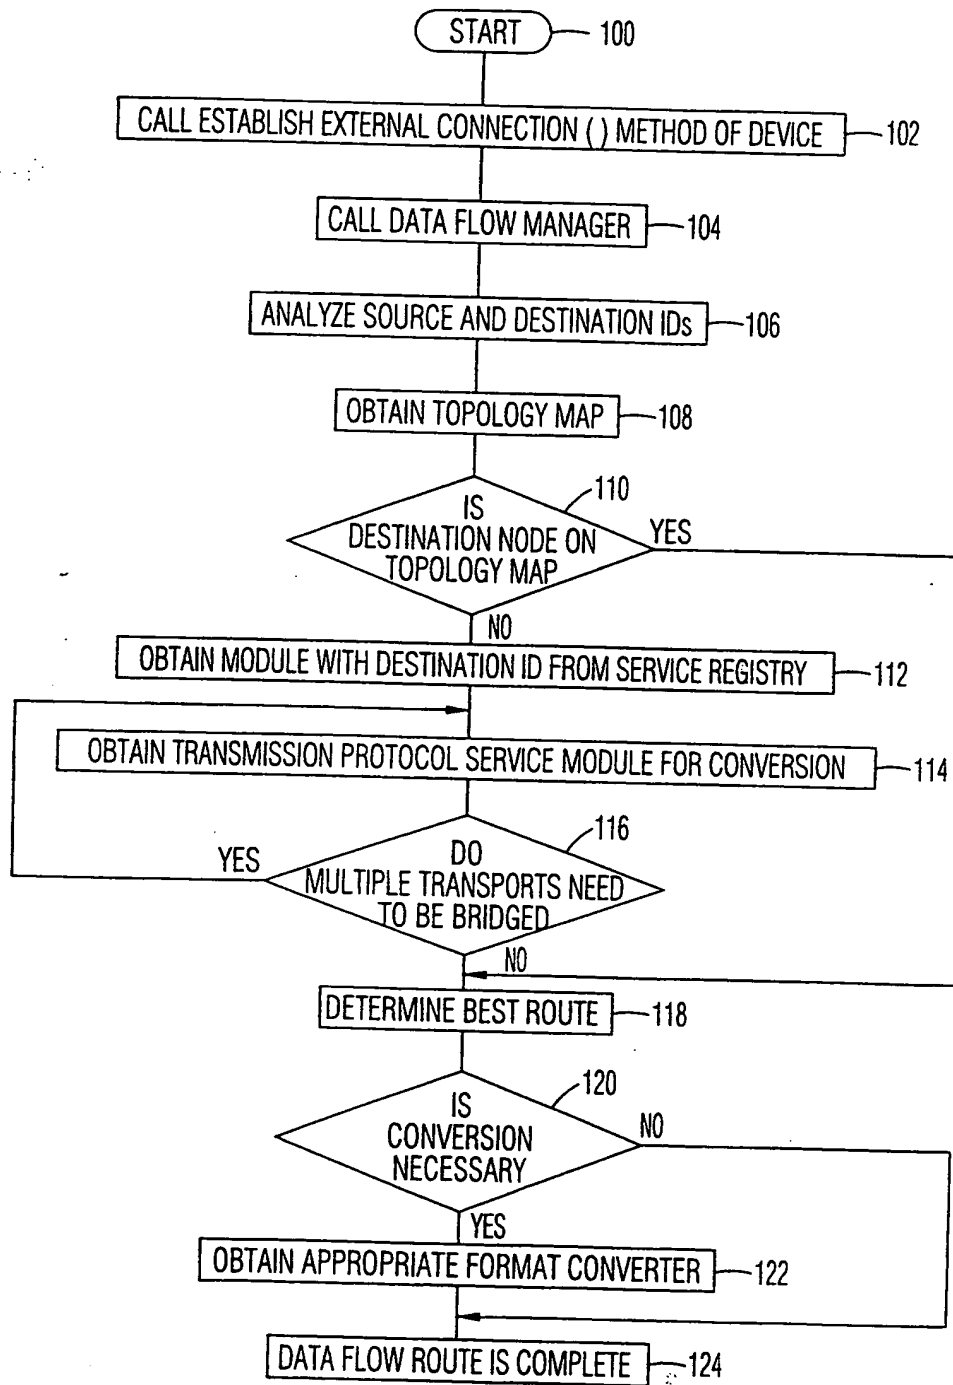 START
100
CALL ESTABLISH EXTERNAL CONNECTION ( ) METHOD OF DEVICE
102
CALL DATA FLOW MANAGER
104
ANALYZE SOURCE AND DESTINATION IDs
106
OBTAIN TOPOLOGY MAP
108
110
IS
DESTINATION NODE ON
TOPOLOGY MAP
YES
NO
OBTAIN MODULE WITH DESTINATION ID FROM SERVICE REGISTRY
112
OBTAIN TRANSMISSION PROTOCOL SERVICE MODULE FOR CONVERSION
114
116
YES
DO
MULTIPLE TRANSPORTS NEED
TO BE BRIDGED
NO
DETERMINE BEST ROUTE
118
120
IS
CONVERSION
NECESSARY
NO
YES
OBTAIN APPROPRIATE FORMAT CONVERTER
122
DATA FLOW ROUTE IS COMPLETE
124